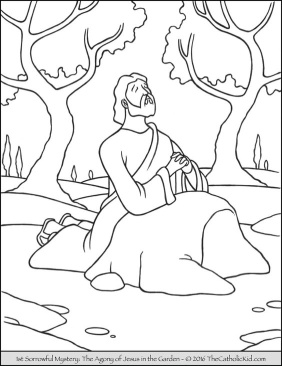 1st Sorrowful Mystery: The Agony of Jesus in the Garden - © 2016 TheCatholicKid.com